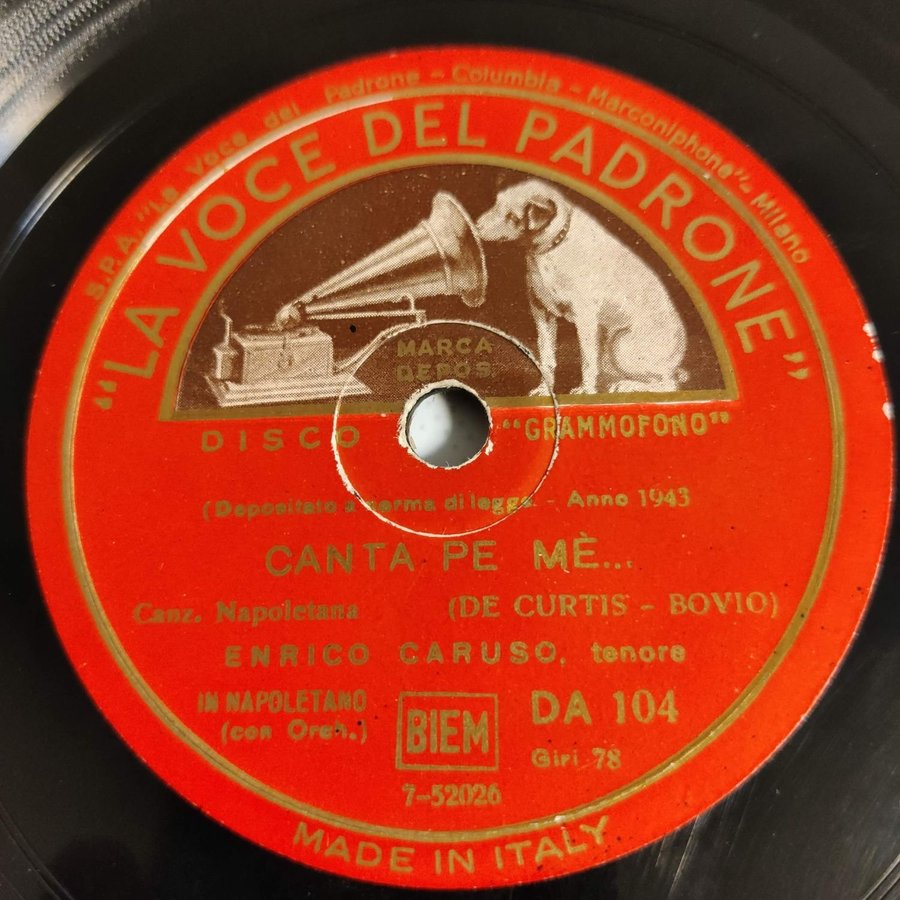 S.P.A. "La Voce del Padrone - Columbia - Marconiphone" - Milano
"LA VOCE DEL PADRONE"
MARCA
DEPOS.
DISCO "GRAMMOFONO"
(Depositato a norma di legge - Anno 1943
CANTA PE MÈ...
Canz. Napoletana (DE CURTIS - BOVIO)
ENRICO CARUSO, tenore
IN NAPOLETANO
(con Orch.)
BIEM
DA 104
Giri 78
7-52026
MADE IN ITALY